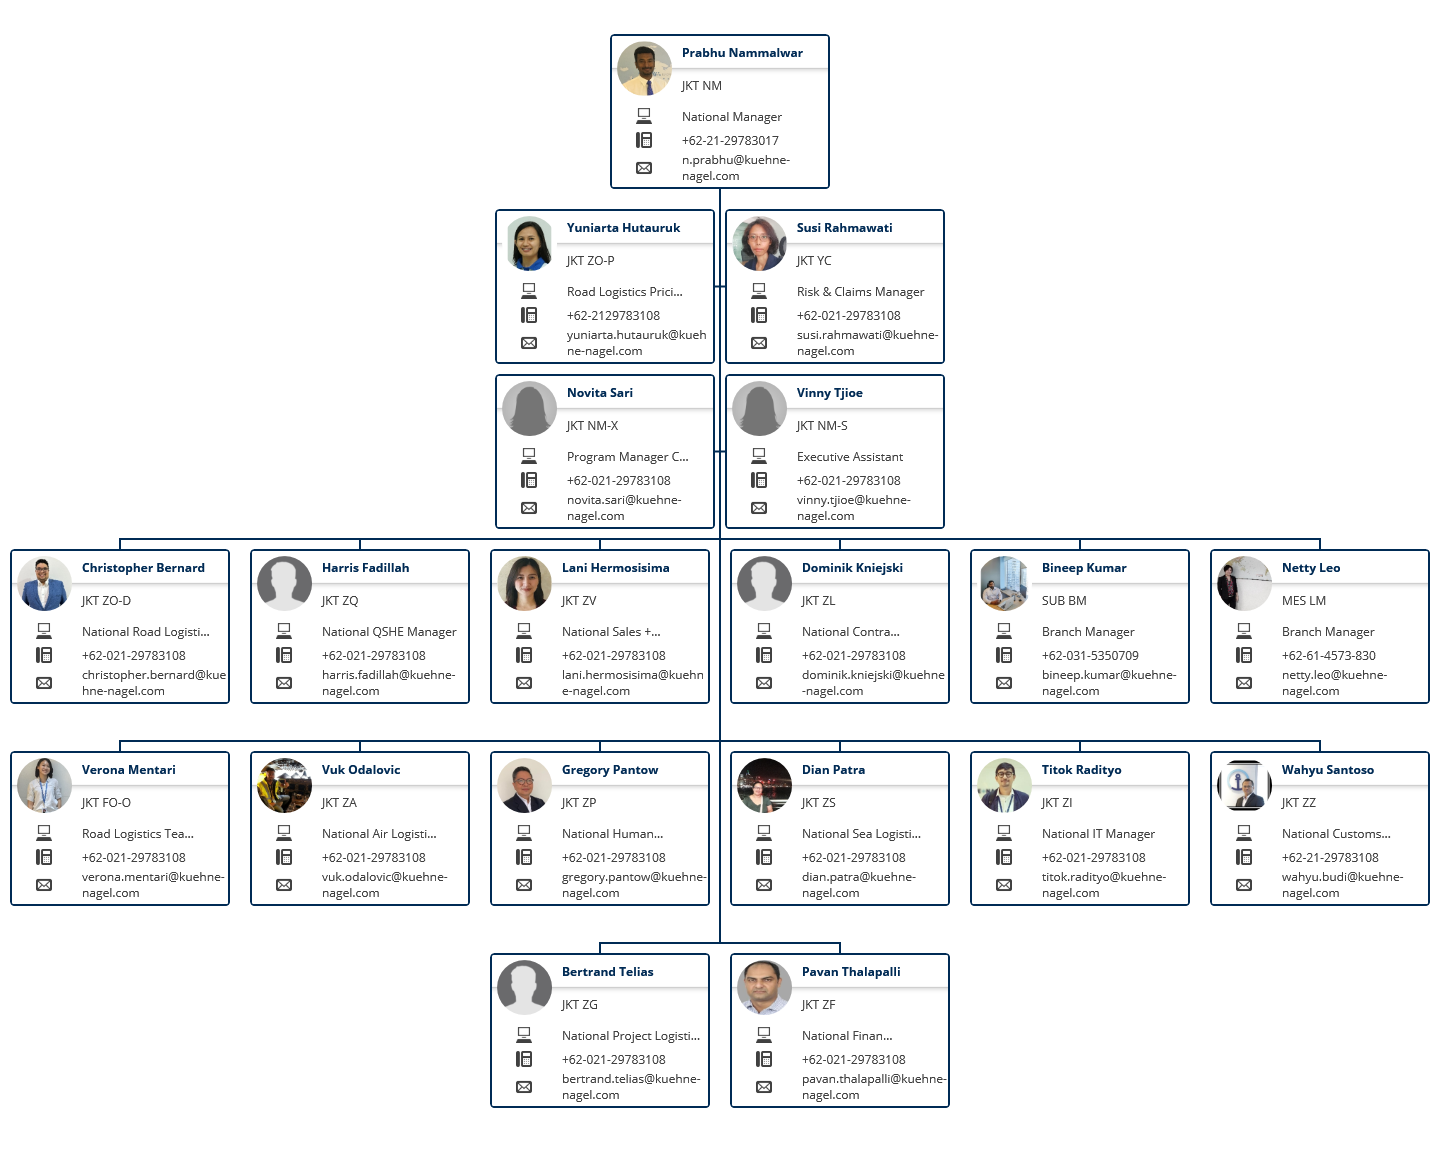 Prabhu Nammalwar
JKT NM
National Manager
+62-21-29783017
n.prabhu@kuehne-
nagel.com
Yuniarta Hutauruk
JKT ZO-P
Road Logistics Prici...
+62-2129783108
yuniarta.hutauruk@kueh
ne-nagel.com
Susi Rahmawati
JKT YC
Risk & Claims Manager
+62-021-29783108
susi.rahmawati@kuehne-
nagel.com
Novita Sari
JKT NM-X
Program Manager C...
+62-021-29783108
novita.sari@kuehne-
nagel.com
Vinny Tjioe
JKT NM-S
Executive Assistant
+62-021-29783108
vinny.tjioe@kuehne-
nagel.com
Christopher Bernard
JKT ZO-D
National Road Logisti...
+62-021-29783108
christopher.bernard@kue
hne-nagel.com
Harris Fadillah
JKT ZQ
National QSHE Manager
+62-021-29783108
harris.fadillah@kuehne-
nagel.com
Lani Hermosisima
JKT ZV
National Sales +...
+62-021-29783108
lani.hermosisima@kuehn
e-nagel.com
Dominik Kniejski
JKT ZL
National Contra...
+62-021-29783108
dominik.kniejski@kuehne
-nagel.com
Bineep Kumar
SUB BM
Branch Manager
+62-031-5350709
bineep.kumar@kuehne-
nagel.com
Netty Leo
MES LM
Branch Manager
+62-61-4573-830
netty.leo@kuehne-
nagel.com
Verona Mentari
JKT FO-O
Road Logistics Tea...
+62-021-29783108
verona.mentari@kuehne-
nagel.com
Vuk Odalovic
JKT ZA
National Air Logisti...
+62-021-29783108
vuk.odalovic@kuehne-
nagel.com
Gregory Pantow
JKT ZP
National Human...
+62-021-29783108
gregory.pantow@kuehne-
nagel.com
Dian Patra
JKT ZS
National Sea Logisti...
+62-021-29783108
dian.patra@kuehne-
nagel.com
Titok Radityo
JKT ZI
National IT Manager
+62-021-29783108
titok.radityo@kuehne-
nagel.com
Wahyu Santoso
JKT ZZ
National Customs...
+62-21-29783108
wahyu.budi@kuehne-
nagel.com
Bertrand Telias
JKT ZG
National Project Logisti...
+62-021-29783108
bertrand.telias@kuehne-
nagel.com
Pavan Thalapalli
JKT ZF
National Finan...
+62-021-29783108
pavan.thalapalli@kuehne-
nagel.com